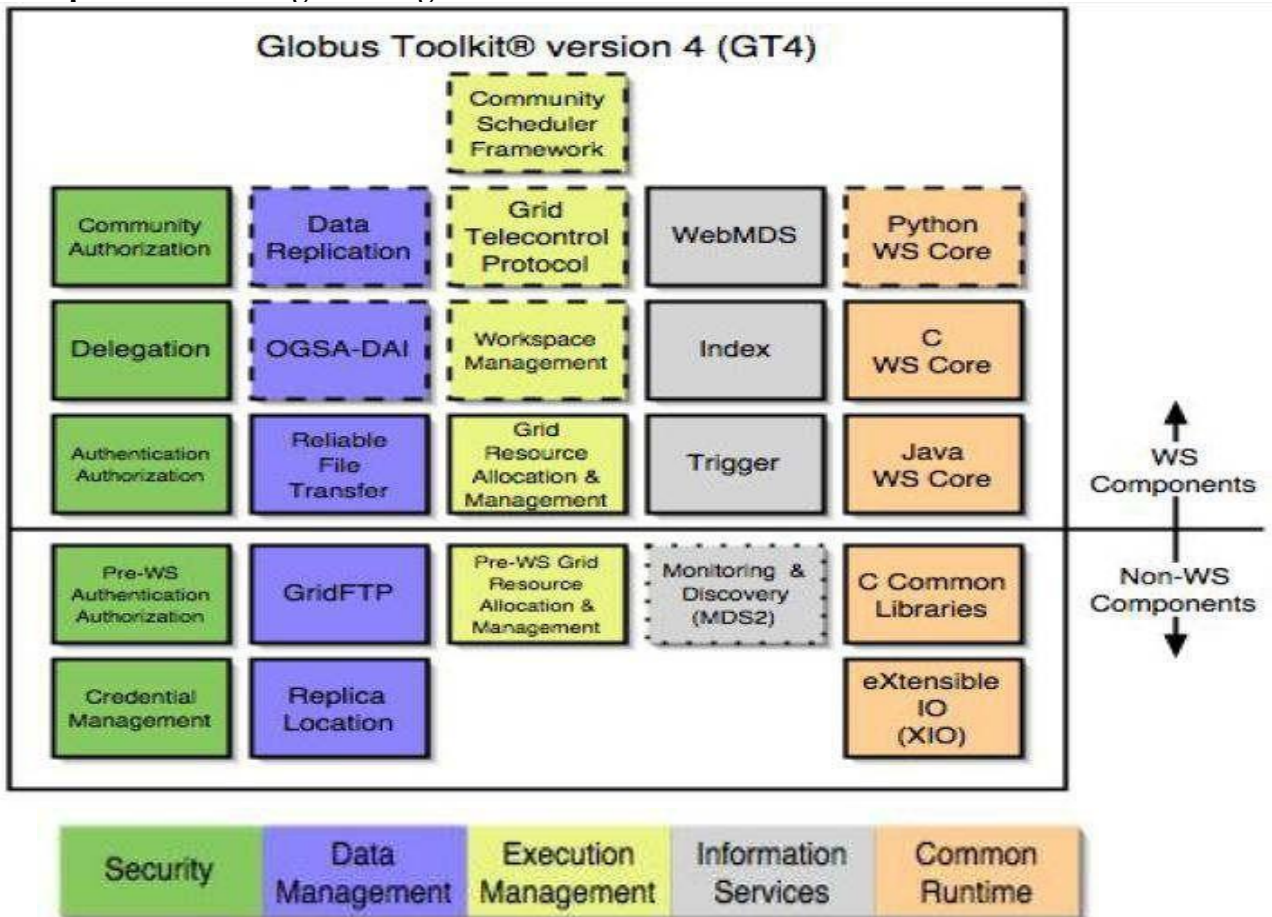 Globus Toolkit® version 4 (GT4)
Community
Scheduler
Framework
Community
Authorization
Data
Replication
Grid
Telecontrol
Protocol
WebMDS
Python
WS Core
Delegation
OGSA-DAI
Workspace
Management
Index
C
WS Core
Authentication
Authorization
Reliable
File
Transfer
Grid
Resource
Allocation &
Management
Trigger
Java
WS Core
WS
Components
Pre-WS
Authentication
Authorization
GridFTP
Pre-WS Grid
Resource
Allocation &
Management
Monitoring &
Discovery
(MDS2)
C Common
Libraries
Non-WS
Components
Credential
Management
Replica
Location
eXtensible
IO
(XIO)
Security
Data
Management
Execution
Management
Information
Services
Common
Runtime